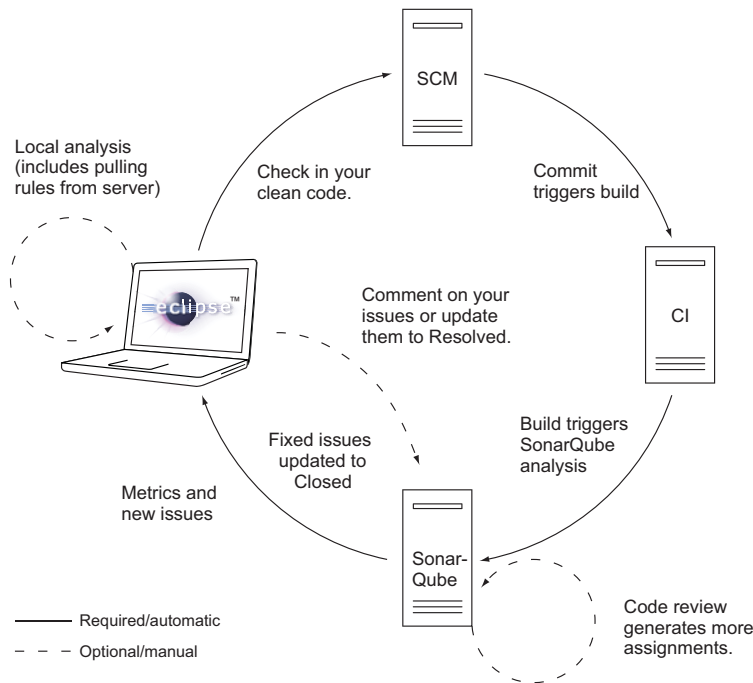 SCM
Local analysis
(includes pulling
rules from server)
Check in your
clean code.
Commit
triggers build
eclipse™
Comment on your
issues or update
them to Resolved.
CI
Build triggers
SonarQube
analysis
Fixed issues
updated to
Closed
Metrics and
new issues
Sonar-
Qube
Code review
generates more
assignments.
Required/automatic
Optional/manual